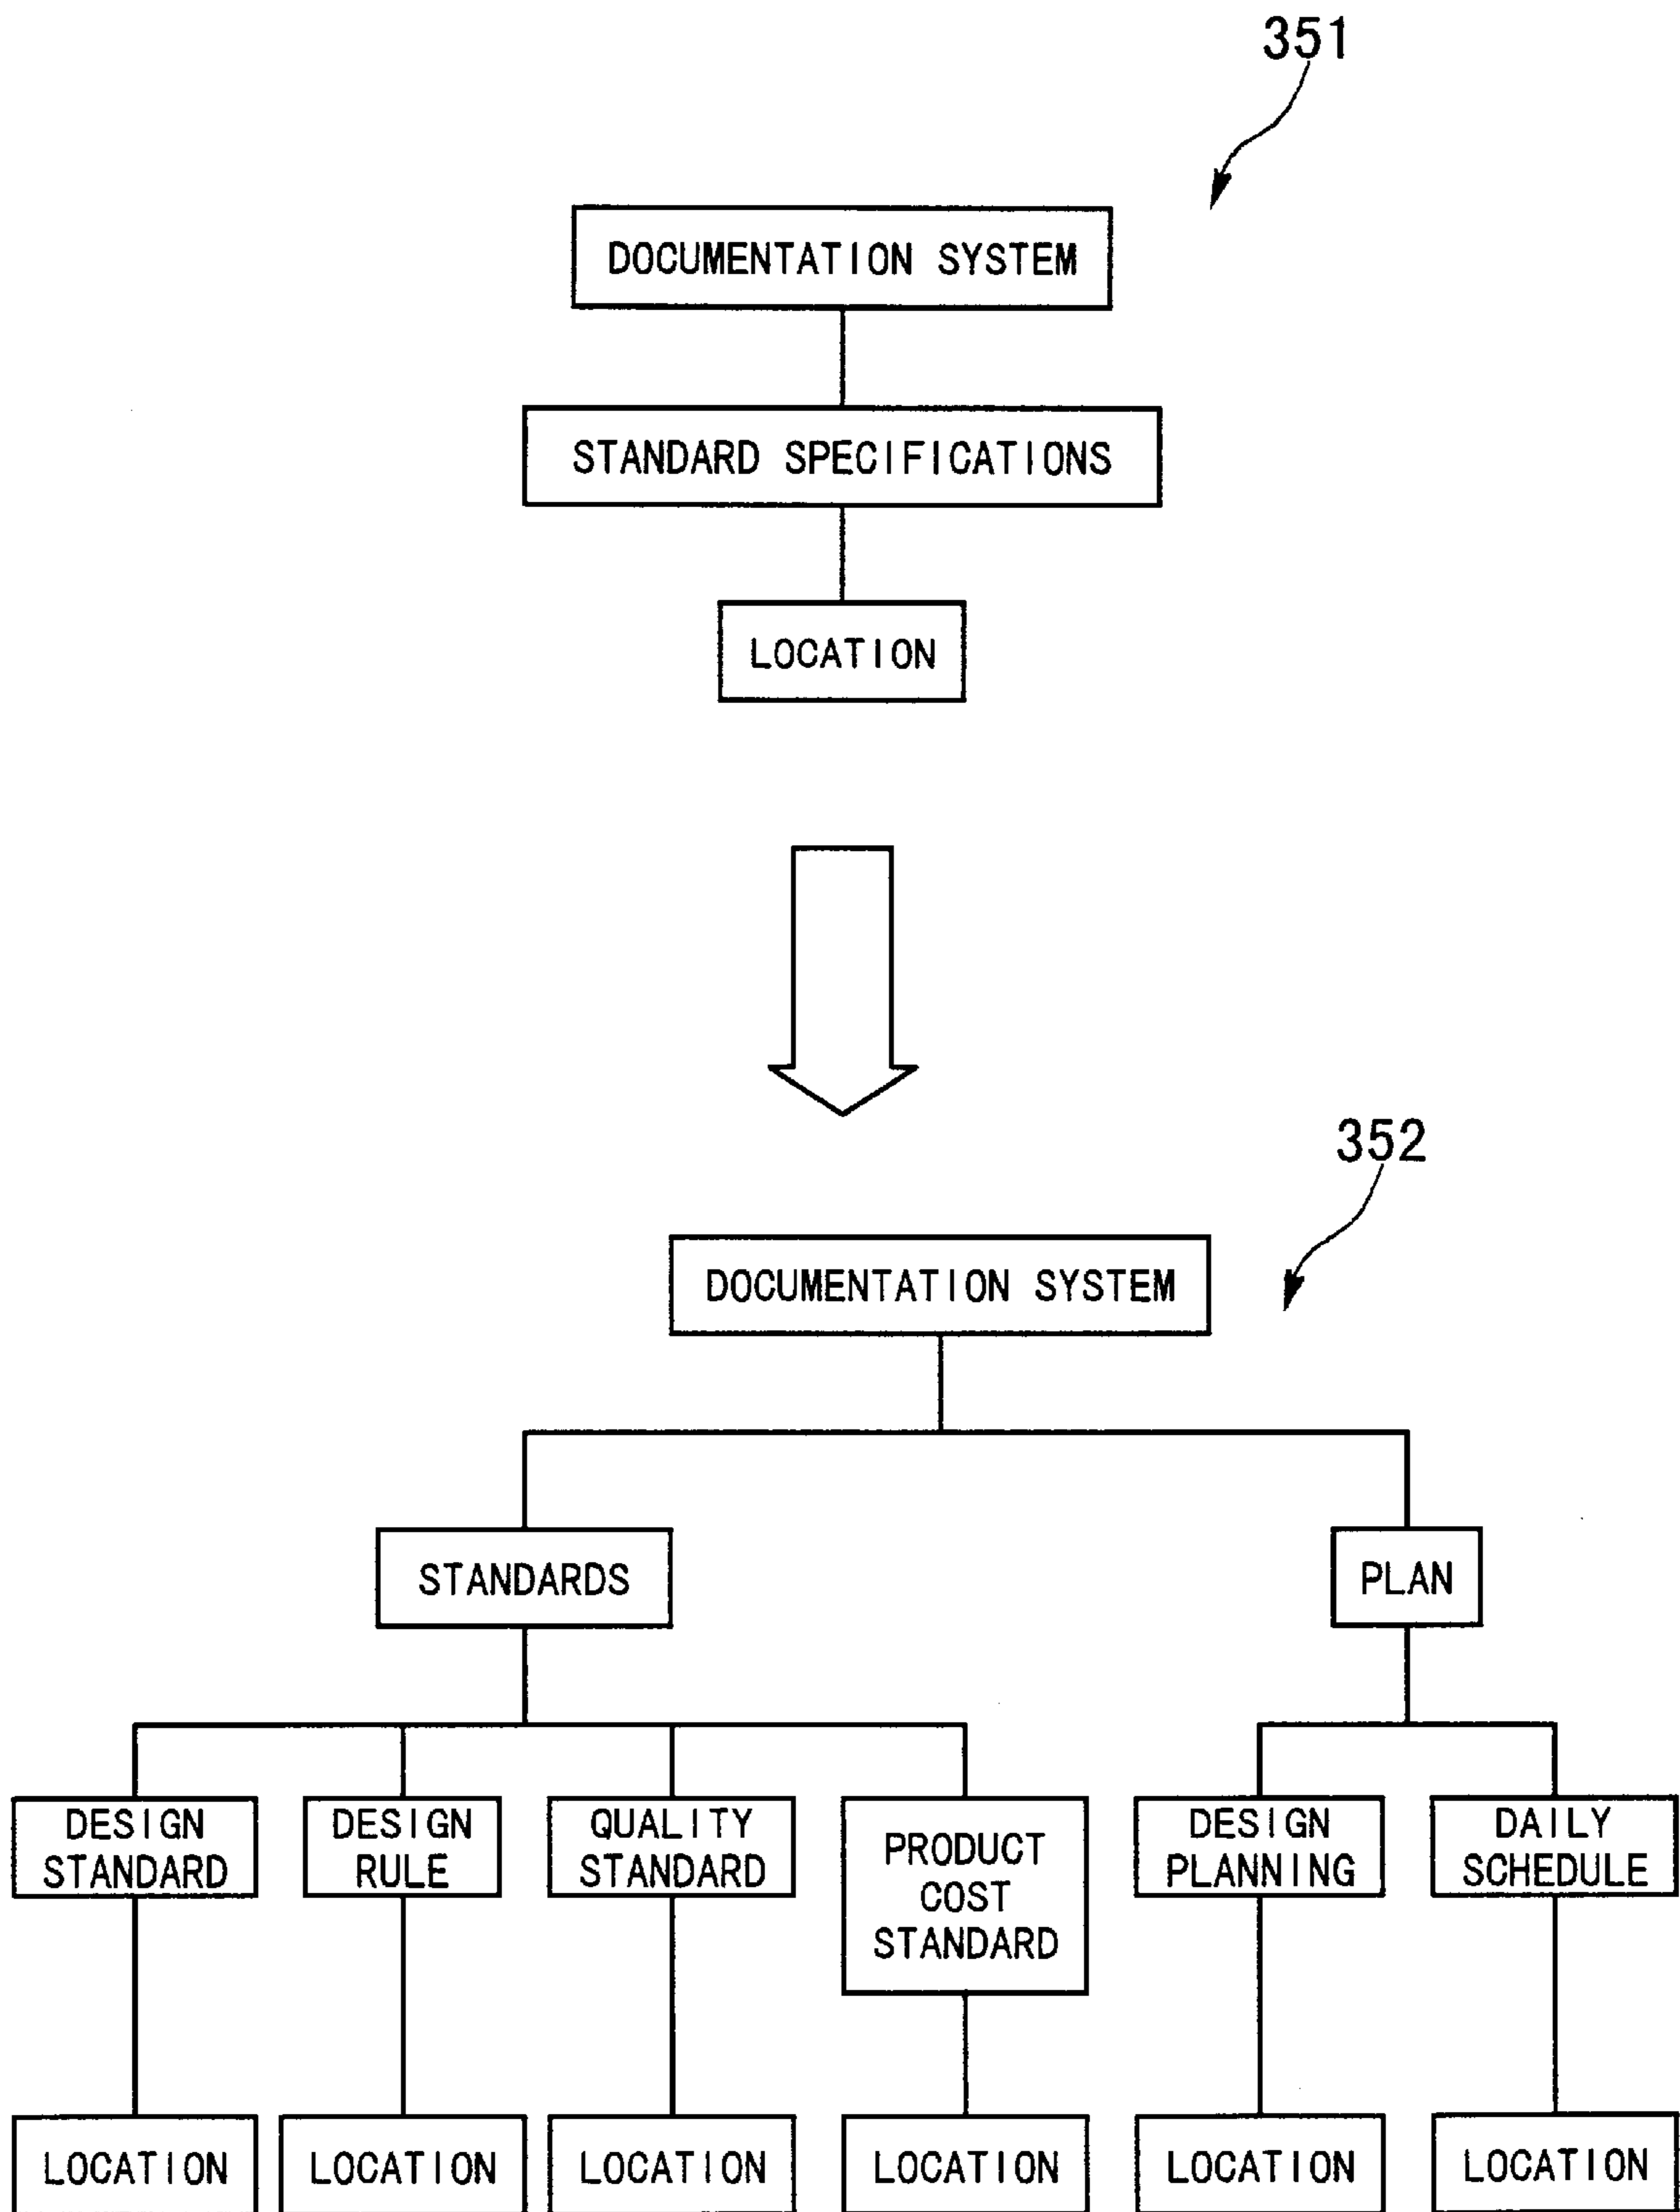 351
DOCUMENTATION SYSTEM
STANDARD SPECIFICATIONS
LOCATION
352
DOCUMENTATION SYSTEM
STANDARDS
PLAN
DESIGN
STANDARD
DESIGN
RULE
QUALITY
STANDARD
PRODUCT
COST
STANDARD
DESIGN
PLANNING
DAILY
SCHEDULE
LOCATION
LOCATION
LOCATION
LOCATION
LOCATION
LOCATION